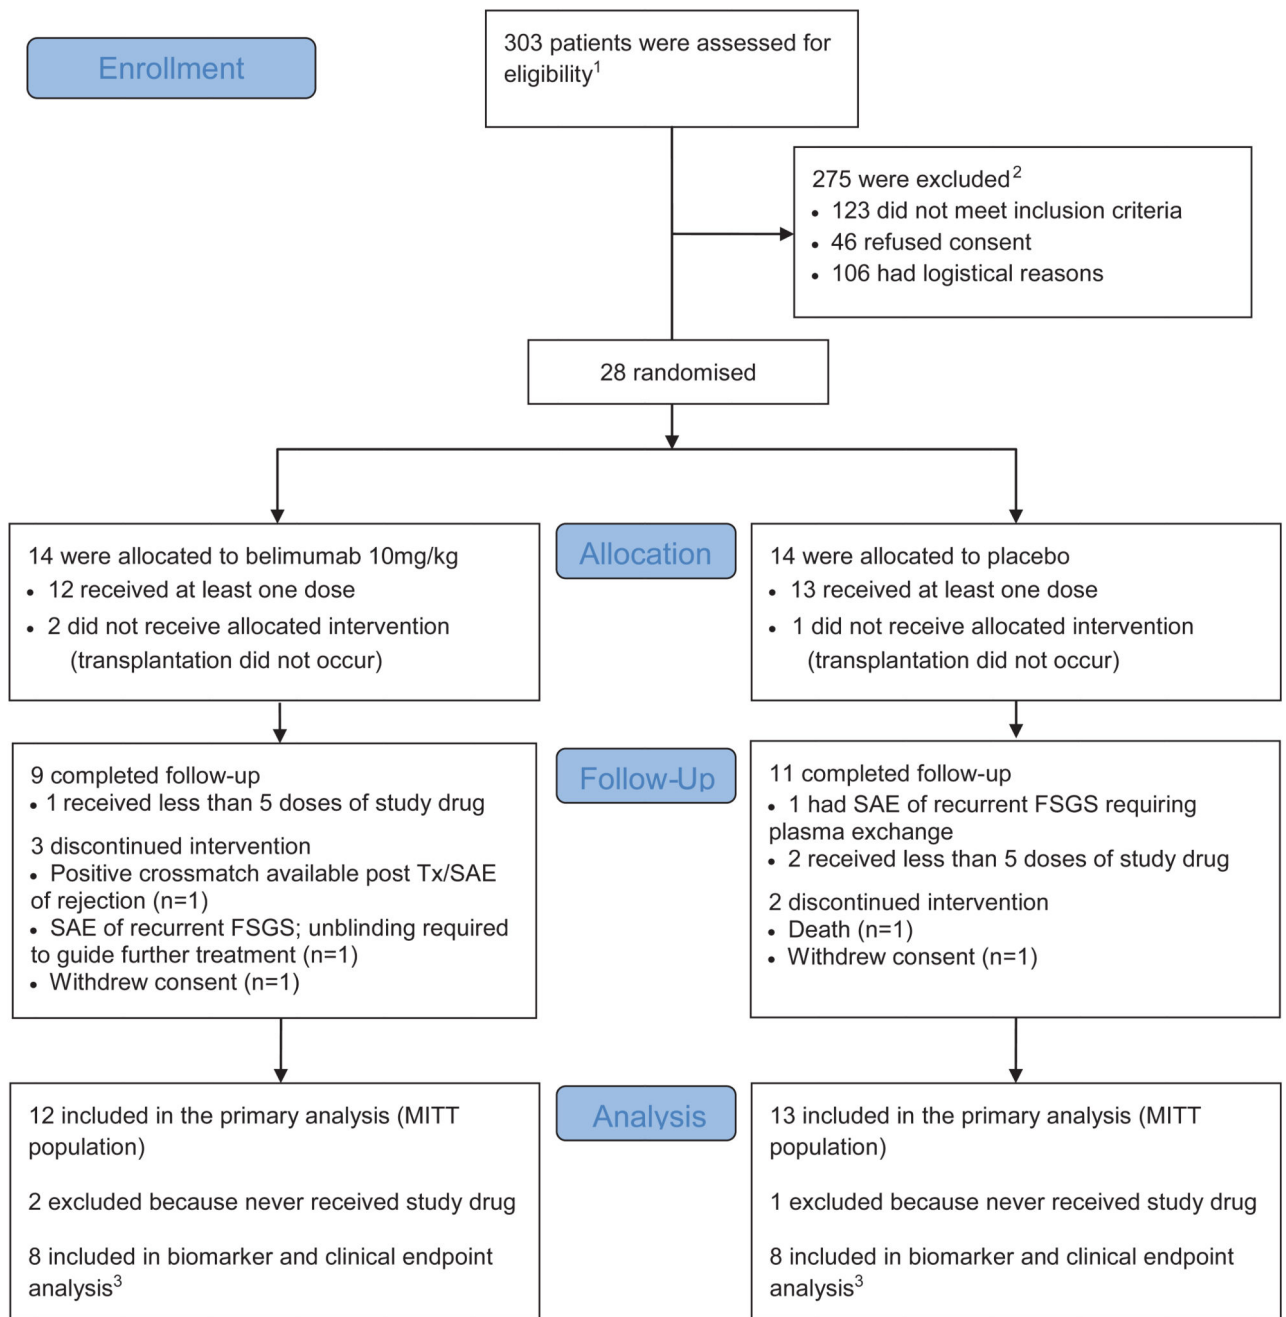 Enrollment
303 patients were assessed for
eligibility1
275 were excluded2
• 123 did not meet inclusion criteria
• 46 refused consent
• 106 had logistical reasons
28 randomised
14 were allocated to belimumab 10mg/kg
• 12 received at least one dose
• 2 did not receive allocated intervention
(transplantation did not occur)
Allocation
14 were allocated to placebo
• 13 received at least one dose
• 1 did not receive allocated intervention
(transplantation did not occur)
9 completed follow-up
• 1 received less than 5 doses of study drug
3 discontinued intervention
• Positive crossmatch available post Tx/SAE
of rejection (n=1)
• SAE of recurrent FSGS; unblinding required
to guide further treatment (n=1)
• Withdrew consent (n=1)
Follow-Up
11 completed follow-up
• 1 had SAE of recurrent FSGS requiring
plasma exchange
• 2 received less than 5 doses of study drug
2 discontinued intervention
• Death (n=1)
• Withdrew consent (n=1)
12 included in the primary analysis (MITT
population)
2 excluded because never received study drug
8 included in biomarker and clinical endpoint
analysis3
Analysis
13 included in the primary analysis (MITT
population)
1 excluded because never received study drug
8 included in biomarker and clinical endpoint
analysis3